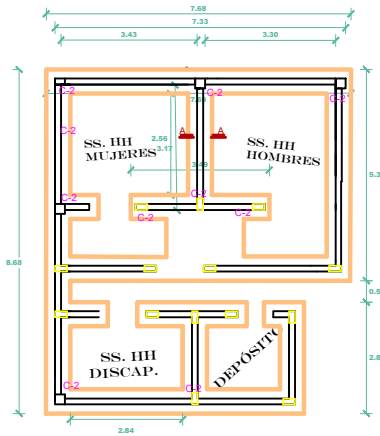 7.68
7.33
3.43
3.30
C-2
C-2
C-2
7.68
C-2
A
A
2.56
3.17
SS. HH
MUJERES
SS. HH
HOMBRES
3.49
5.3
C-2
C-2
C-2
C-2
8.68
0.5
2.8
SS. HH
DISCAP.
DEPÓSITO
C-2
C-2
2.84